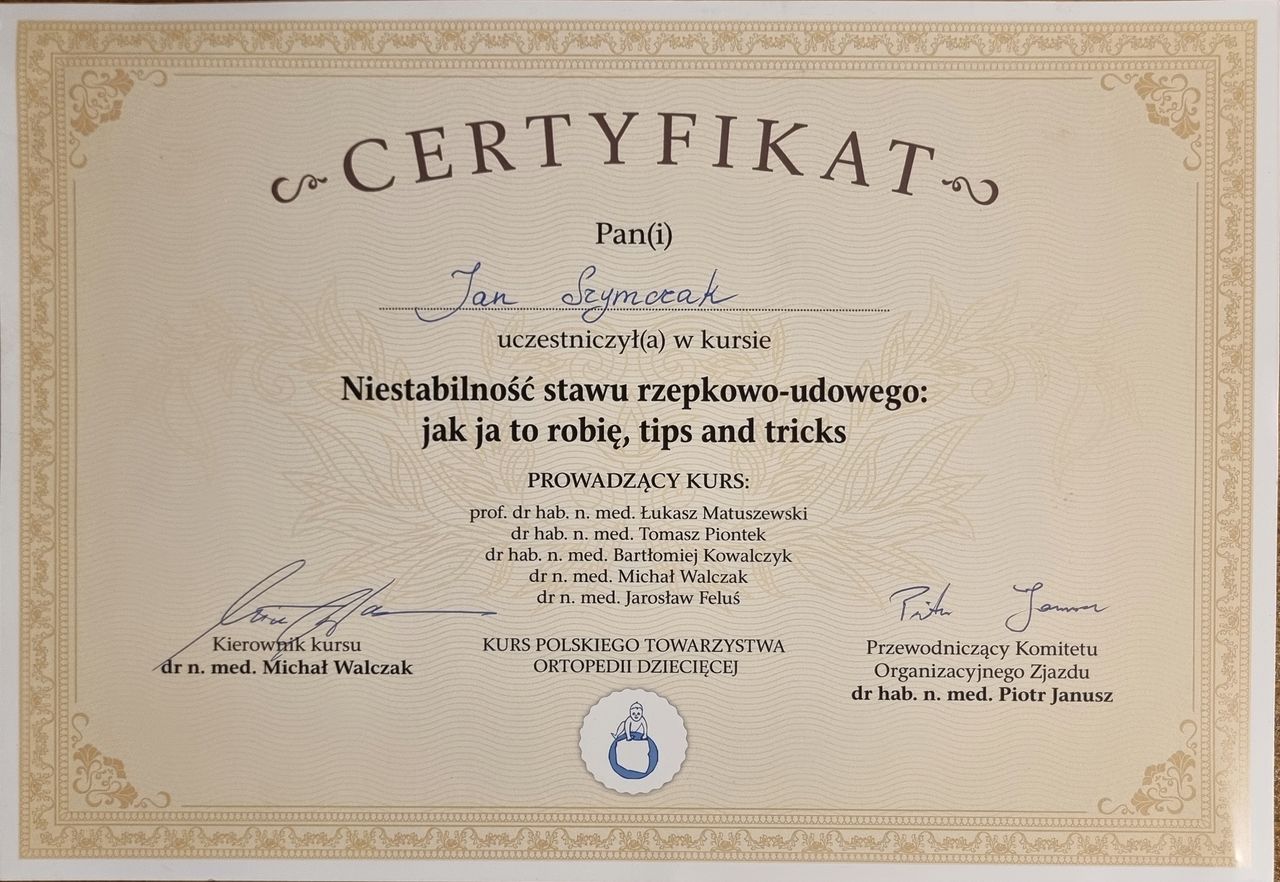 CERTYFIKAT
Pan(i)
Jan Szymczak
uczestniczył(a) w kursie
Niestabilność stawu rzepkowo-udowego:
jak ja to robię, tips and tricks
PROWADZĄCY KURS:
prof. dr hab. n. med. Łukasz Matuszewski
dr hab. n. med. Tomasz Piontek
dr hab. n. med. Bartłomiej Kowalczyk
dr n. med. Michał Walczak
dr n. med. Jarosław Feluś
Kierownik kursu
dr n. med. Michał Walczak
KURS POLSKIEGO TOWARZYSTWA
ORTOPEDII DZIECIĘCEJ
Piotr Janusz
Przewodniczący Komitetu
Organizacyjnego Zjazdu
dr hab. n. med. Piotr Janusz